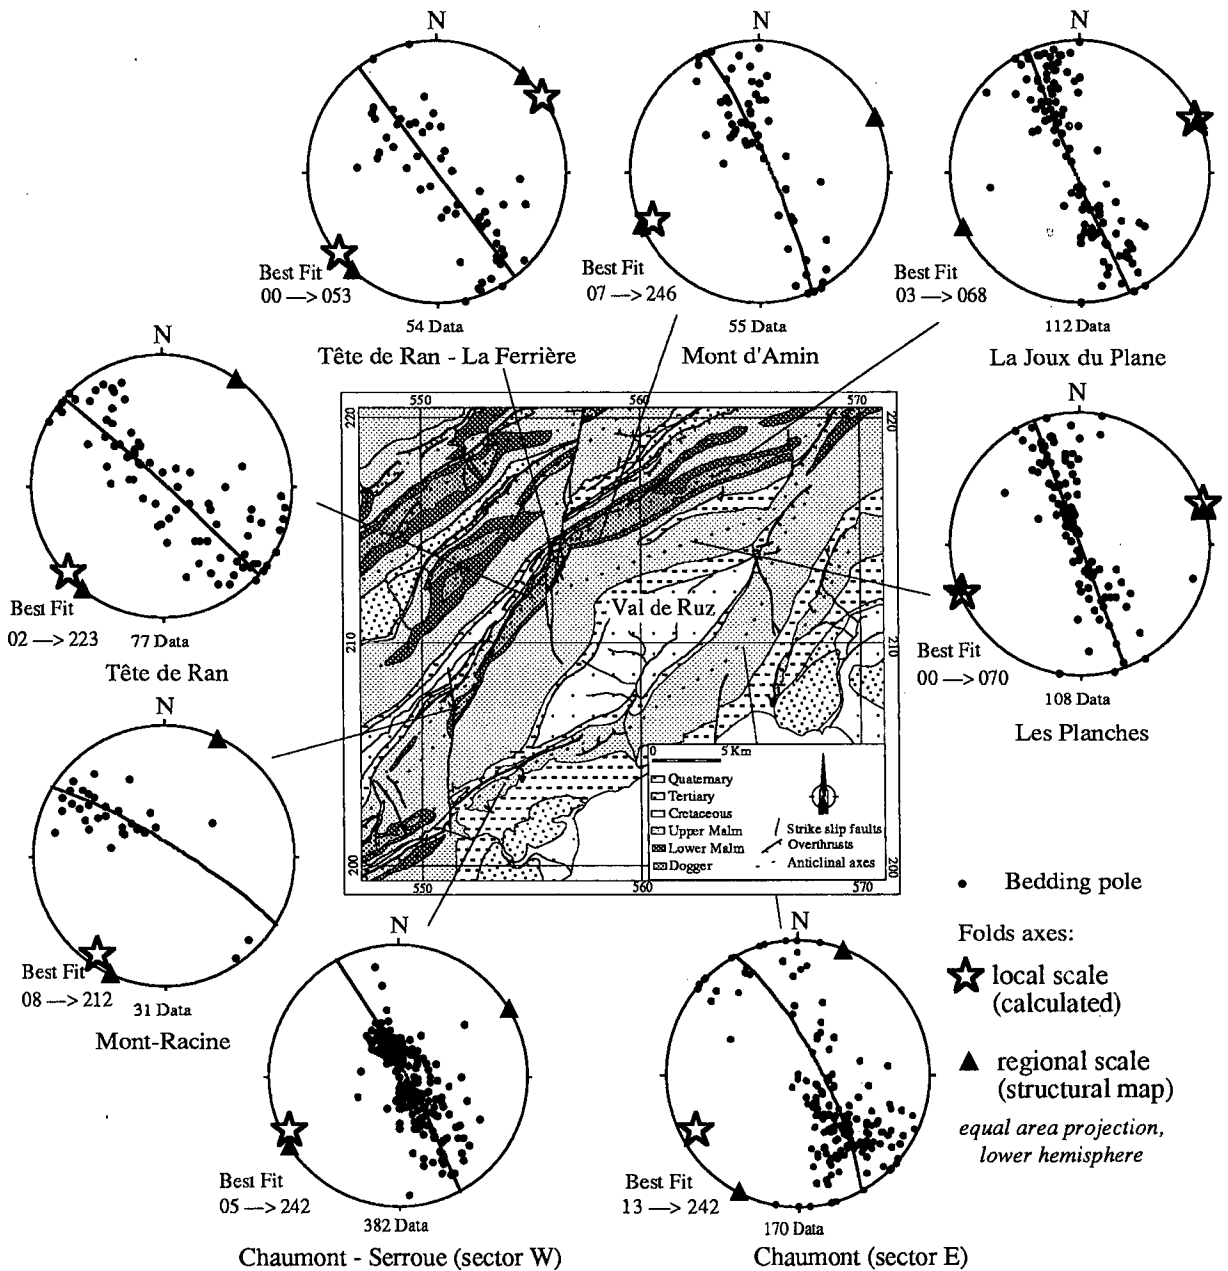 N
Best Fit
00 —> 053
54 Data
Tête de Ran - La Ferrière
N
Best Fit
07 —> 246
55 Data
Mont d'Amin
N
Best Fit
03 —> 068
112 Data
La Joux du Plane
N
Best Fit
02 —> 223
77 Data
Tête de Ran
N
Best Fit
00 —> 070
108 Data
Les Planches
550
560
570
220
220
Val de Ruz
210
210
0 5 Km
Quaternary
Tertiary
Cretaceous
Upper Malm
Lower Malm
Dogger
Strike slip faults
Overthrusts
Anticlinal axes
200
200
550
560
570
N
Best Fit
08 —> 212
31 Data
Mont-Racine
N
Best Fit
05 —> 242
382 Data
Chaumont - Serroue (sector W)
N
Best Fit
13 —> 242
170 Data
Chaumont (sector E)
Bedding pole
Folds axes:
local scale
(calculated)
regional scale
(structural map)
equal area projection,
lower hemisphere